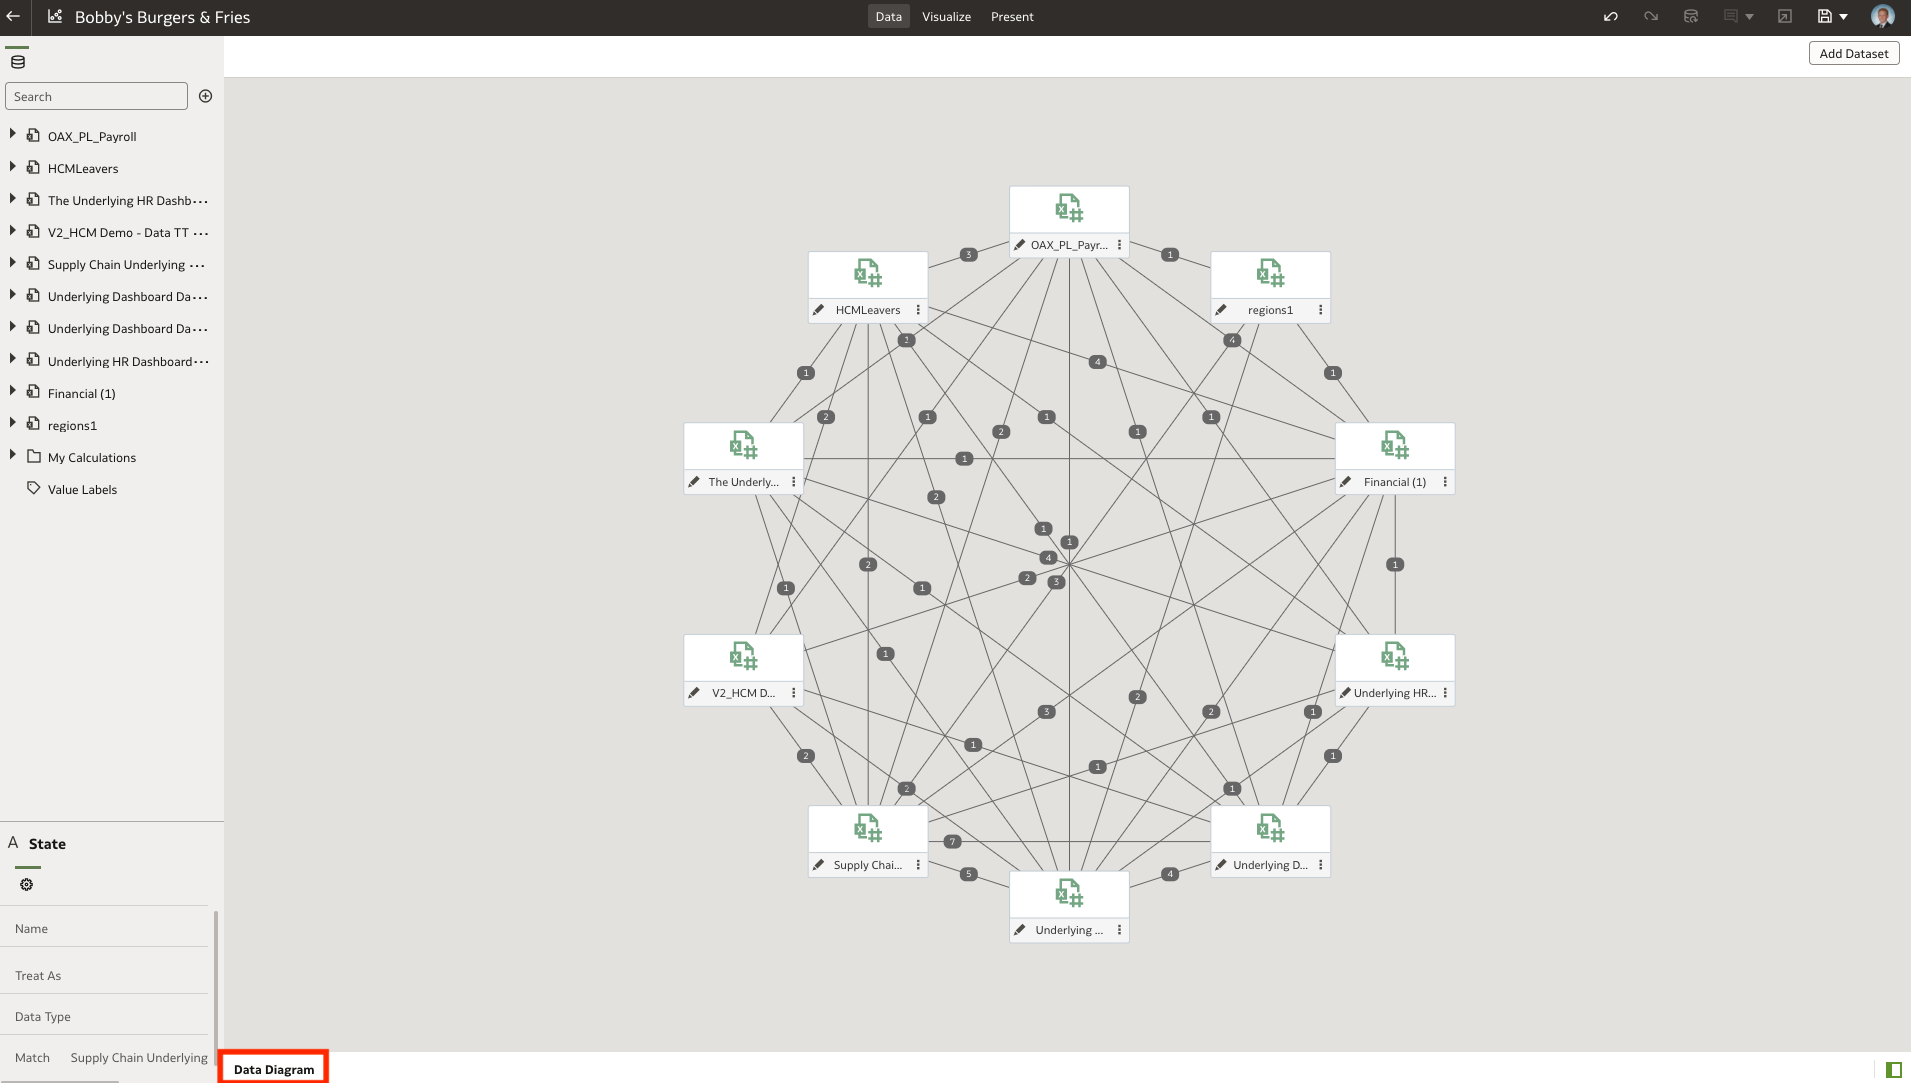 Bobby's Burgers & Fries
Data
Visualize
Present
Add Dataset
Search
OAX_PL_Payroll
HCMLeavers
The Underlying HR Dashb...
V2_HCM Demo - Data TT ...
Supply Chain Underlying ...
Underlying Dashboard Da...
Underlying Dashboard Da...
Underlying HR Dashboard...
Financial (1)
regions1
My Calculations
Value Labels
A State
Name
Treat As
Data Type
Match Supply Chain Underlying
OAX_PL_Payr...
3
1
HCMLeavers
regions1
2
4
4
1
1
2
1
1
1
2
1
1
The Underly...
Financial (1)
2
1
1
4
1
2
2
3
1
1
1
1
V2_HCM D...
Underlying HR...
2
3
2
1
1
2
1
1
2
1
7
Supply Chai...
Underlying D...
5
4
Underlying ...
Data Diagram